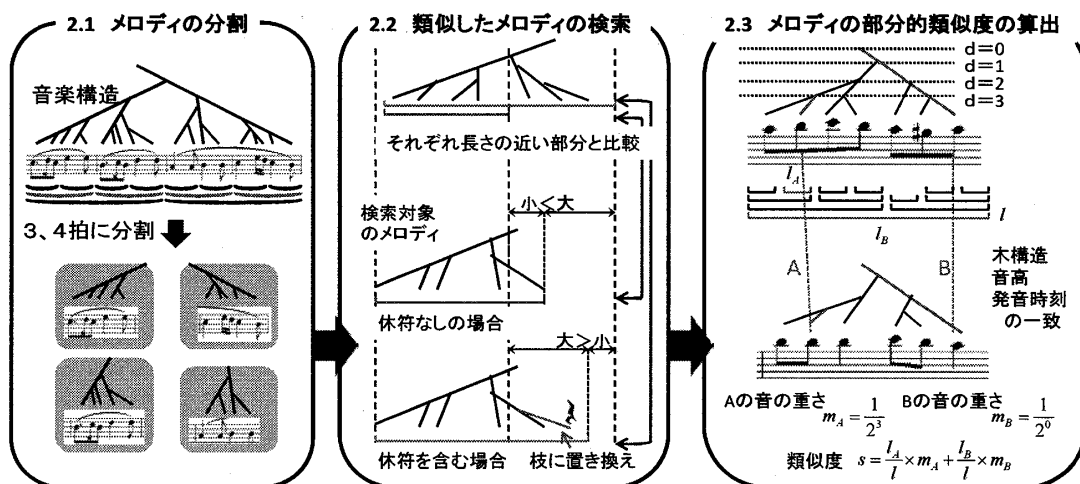 2.1 メロディの分割
音楽構造
3、4拍に分割
2.2 類似したメロディの検索
それぞれ長さの近い部分と比較
小<大
検索対象
のメロディ
休符なしの場合
大>小
休符を含む場合
枝に置き換え
2.3 メロディの部分的類似度の算出
d=0
d=1
d=2
d=3
l_A
l
l_B
A
B
木構造
音高
発音時刻
の一致
Aの音の重さ m_A = 1/2^3
Bの音の重さ m_B = 1/2^0
類似度 s = l_A/l × m_A + l_B/l × m_B